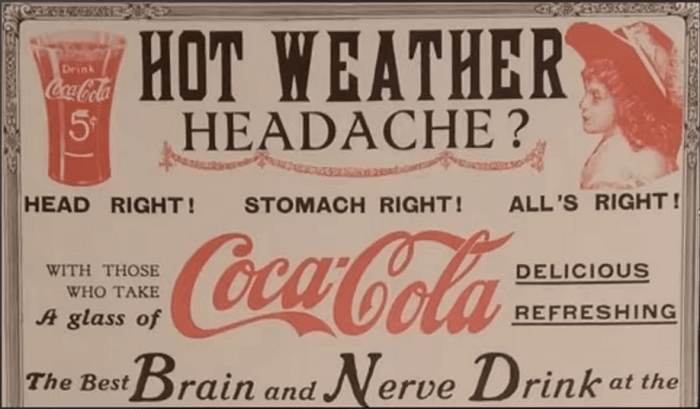 Drink
Coca-Cola
5¢
HOT WEATHER
HEADACHE?
HEAD RIGHT! STOMACH RIGHT! ALL'S RIGHT!
WITH THOSE
WHO TAKE
A glass of
Coca-Cola
DELICIOUS
REFRESHING
The Best Brain and Nerve Drink at the